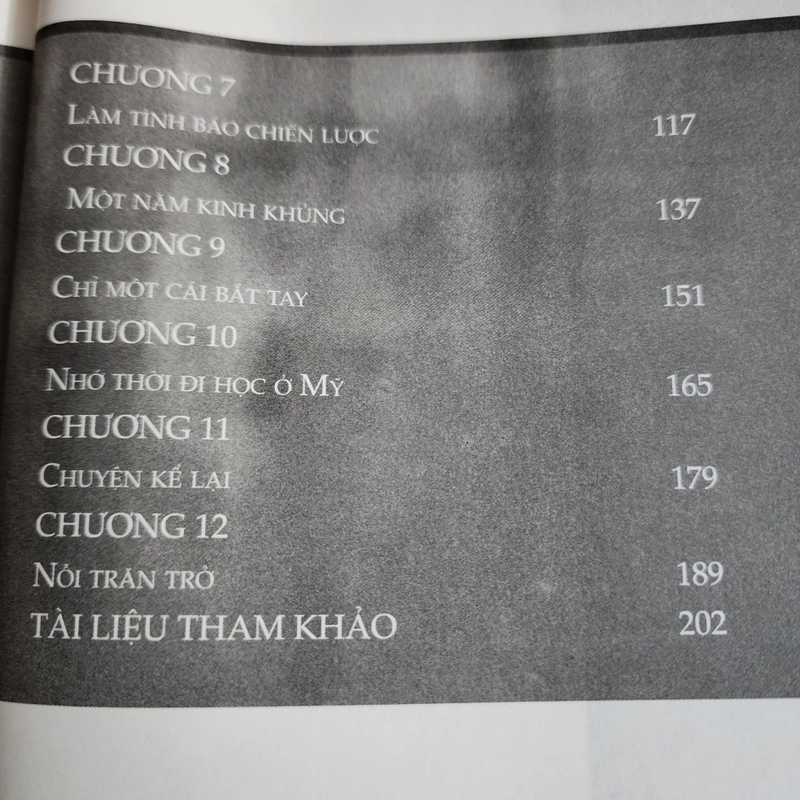 CHƯƠNG 7
LÀM TÌNH BÁO CHIẾN LƯỢC 117
CHƯƠNG 8
MỘT NĂM KINH KHỦNG 137
CHƯƠNG 9
CHỈ MỘT CÁI BẮT TAY 151
CHƯƠNG 10
NHỚ THỜI ĐI HỌC Ở MỸ 165
CHƯƠNG 11
CHUYỆN KỂ LẠI 179
CHƯƠNG 12
NỖI TRĂN TRỞ 189
TÀI LIỆU THAM KHẢO 202